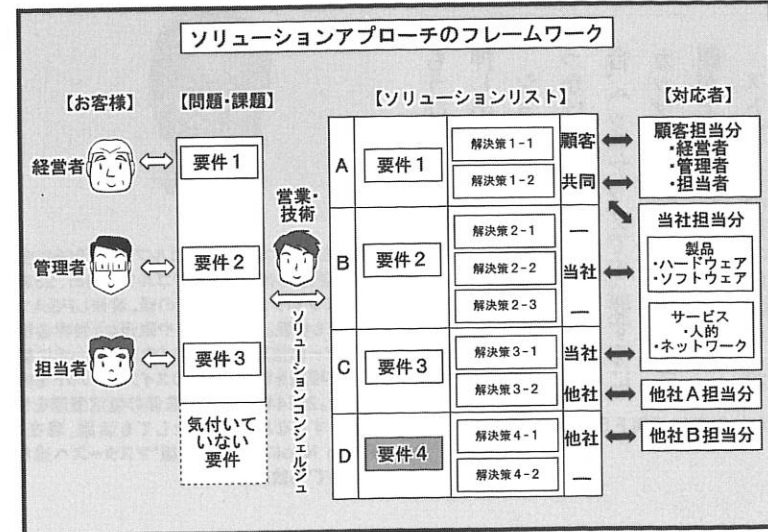 ソリューションアプローチのフレームワーク
【お客様】
【問題・課題】
【ソリューションリスト】
【対応者】
経営者
管理者
担当者
要件1
要件2
要件3
気付いて
いない
要件
営業・
技術
ソリューションコンシェルジュ
A
要件1
解決策1-1
顧客
解決策1-2
共同
B
要件2
解決策2-1
―
解決策2-2
当社
解決策2-3
―
C
要件3
解決策3-1
当社
解決策3-2
他社
D
要件4
解決策4-1
他社
解決策4-2
―
顧客担当分
・経営者
・管理者
・担当者
当社担当分
製品
・ハードウェア
・ソフトウェア
サービス
・人的
・ネットワーク
他社A担当分
他社B担当分